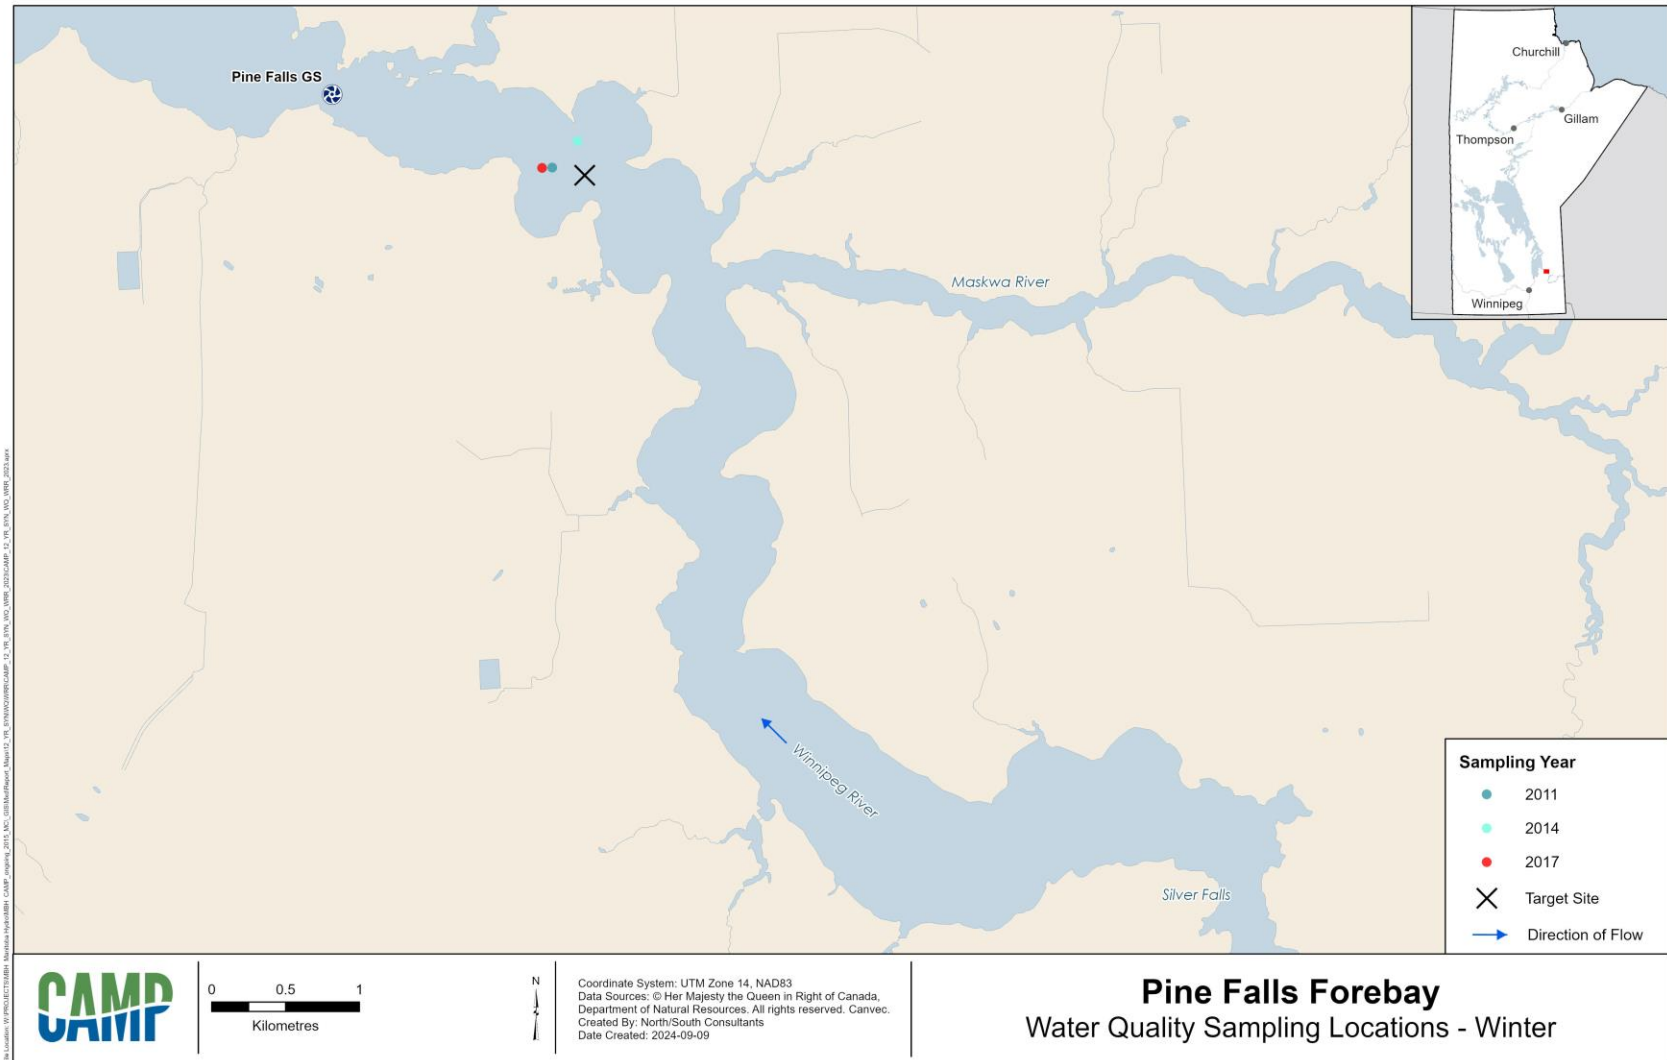 Pine Falls GS
Churchill
Gillam
Thompson
Winnipeg
Maskwa River
Winnipeg River
Silver Falls
Sampling Year
2011
2014
2017
Target Site
Direction of Flow
CAMP
0 0.5 1
Kilometres
N
Coordinate System: UTM Zone 14, NAD83
Data Sources: © Her Majesty the Queen in Right of Canada,
Department of Natural Resources. All rights reserved. Canvec.
Created By: North/South Consultants
Date Created: 2024-09-09
Pine Falls Forebay
Water Quality Sampling Locations - Winter